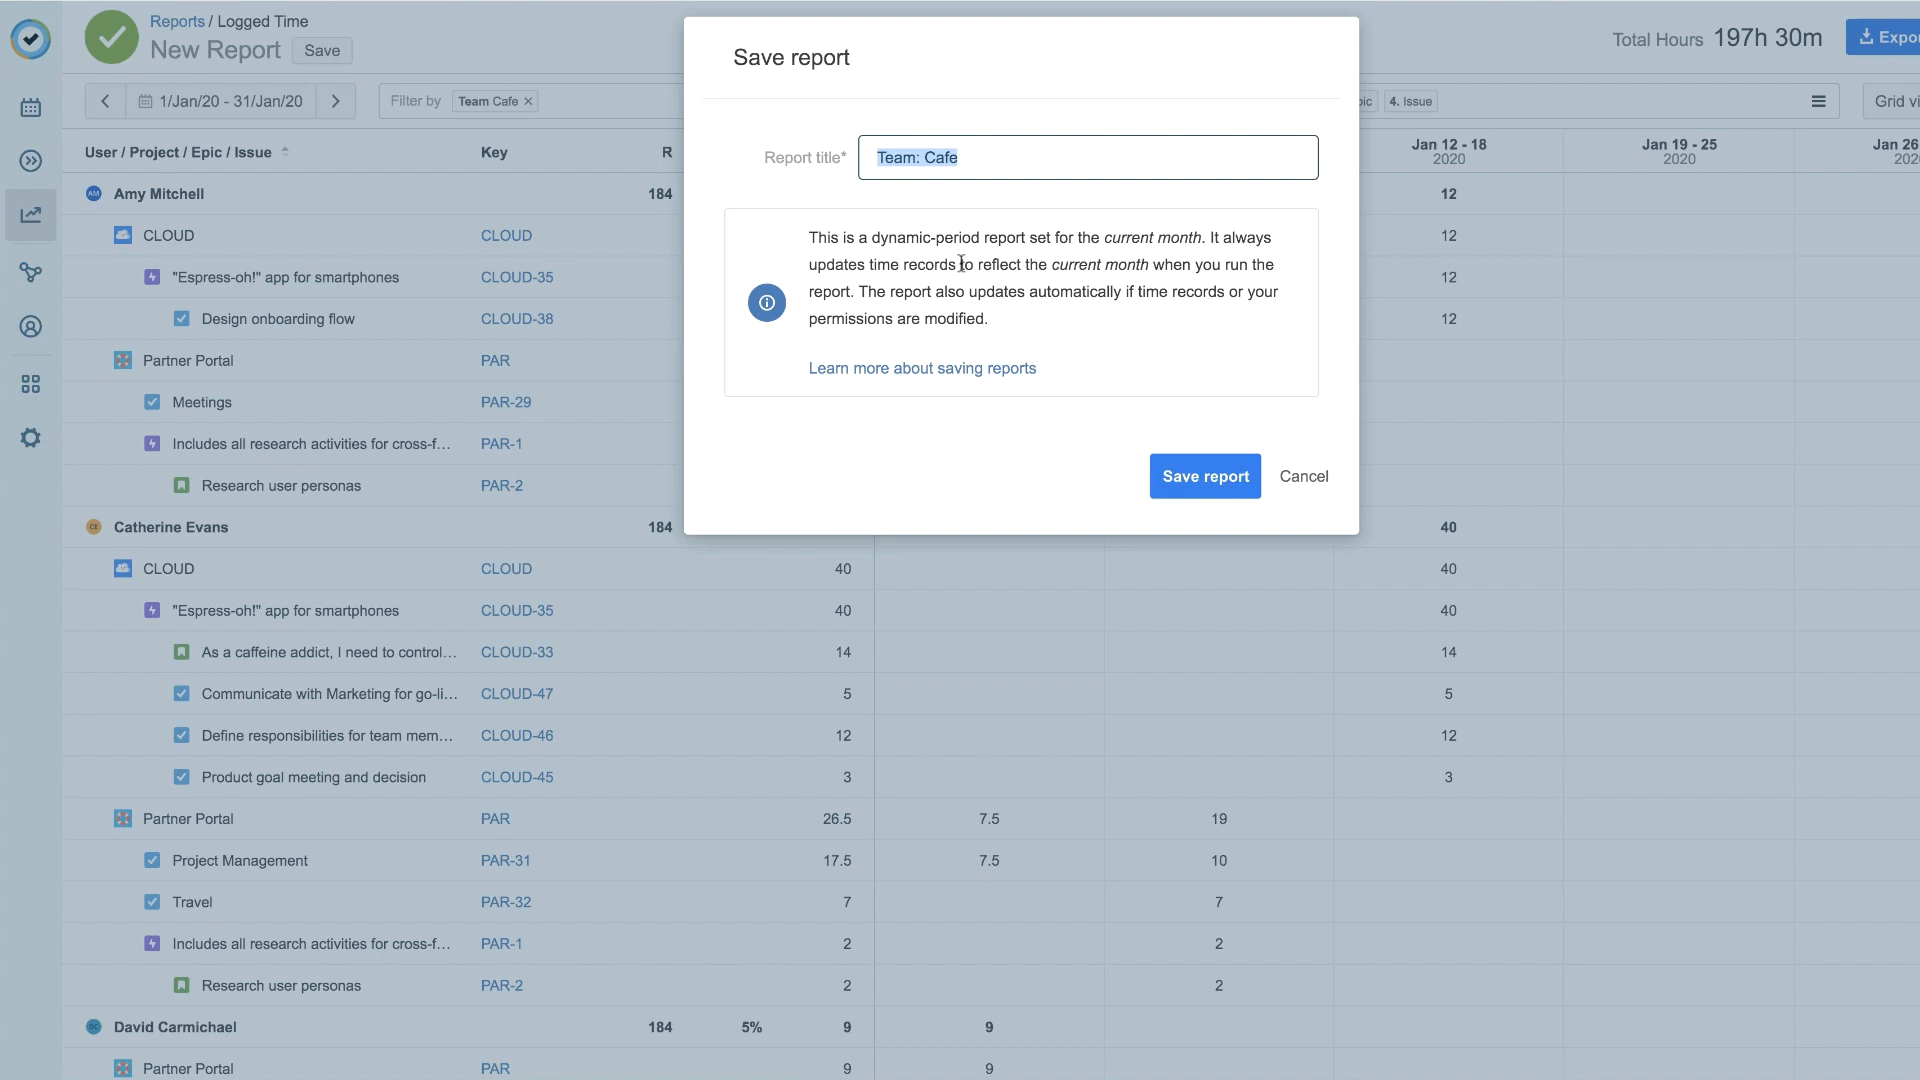 Reports / Logged Time
New Report Save
Total Hours 197h 30m
1/Jan/20 - 31/Jan/20
Filter by Team Cafe ×
4. Issue
User / Project / Epic / Issue Key R
Jan 12 - 18 Jan 19 - 25 Jan 26
2020 2020
AM Amy Mitchell 184 12
CLOUD CLOUD 12
"Espress-oh!" app for smartphones CLOUD-35 12
Design onboarding flow CLOUD-38 12
Partner Portal PAR
Meetings PAR-29
Includes all research activities for cross-f... PAR-1
Research user personas PAR-2
CE Catherine Evans 184 40
CLOUD CLOUD 40 40
"Espress-oh!" app for smartphones CLOUD-35 40 40
As a caffeine addict, I need to control... CLOUD-33 14 14
Communicate with Marketing for go-li... CLOUD-47 5 5
Define responsibilities for team mem... CLOUD-46 12 12
Product goal meeting and decision CLOUD-45 3 3
Partner Portal PAR 26.5 7.5 19
Project Management PAR-31 17.5 7.5 10
Travel PAR-32 7 7
Includes all research activities for cross-f... PAR-1 2 2
Research user personas PAR-2 2 2
DC David Carmichael 184 5% 9 9
Partner Portal PAR 9 9
Save report
Report title* Team: Cafe
This is a dynamic-period report set for the current month. It always
updates time records to reflect the current month when you run the
report. The report also updates automatically if time records or your
permissions are modified.
Learn more about saving reports
Save report Cancel